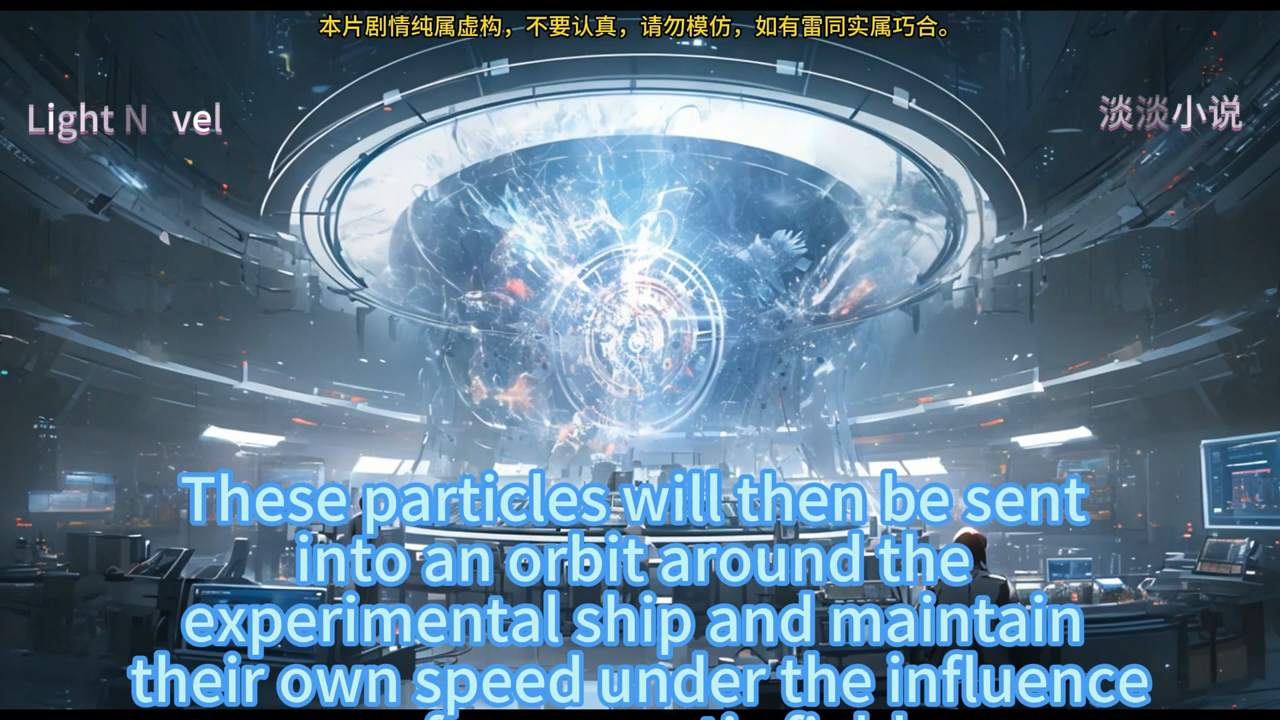 本片剧情纯属虚构，不要认真，请勿模仿，如有雷同实属巧合。
Light N vel
淡淡小说
These particles will then be sent
into an orbit around the
experimental ship and maintain
their own speed under the influence